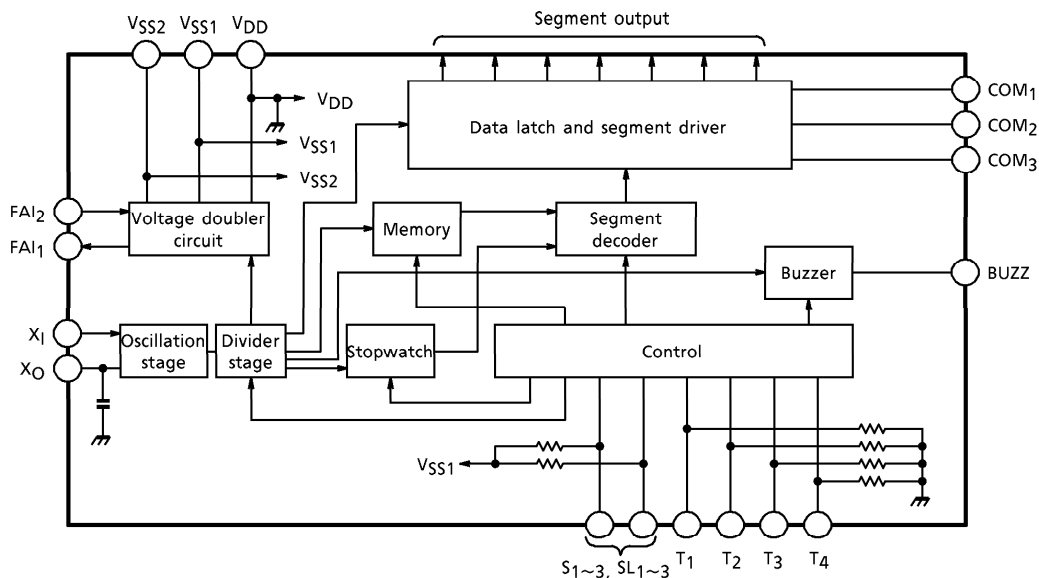 Segment output
VSS2 VSS1 VDD
VDD
VSS1
VSS2
Data latch and segment driver
COM1
COM2
COM3
FAI2
FAI1
Voltage doubler
circuit
Memory
Segment
decoder
Buzzer
BUZZ
XI
XO
Oscillation
stage
Divider
stage
Stopwatch
Control
VSS1
S1~3, SL1~3 T1 T2 T3 T4